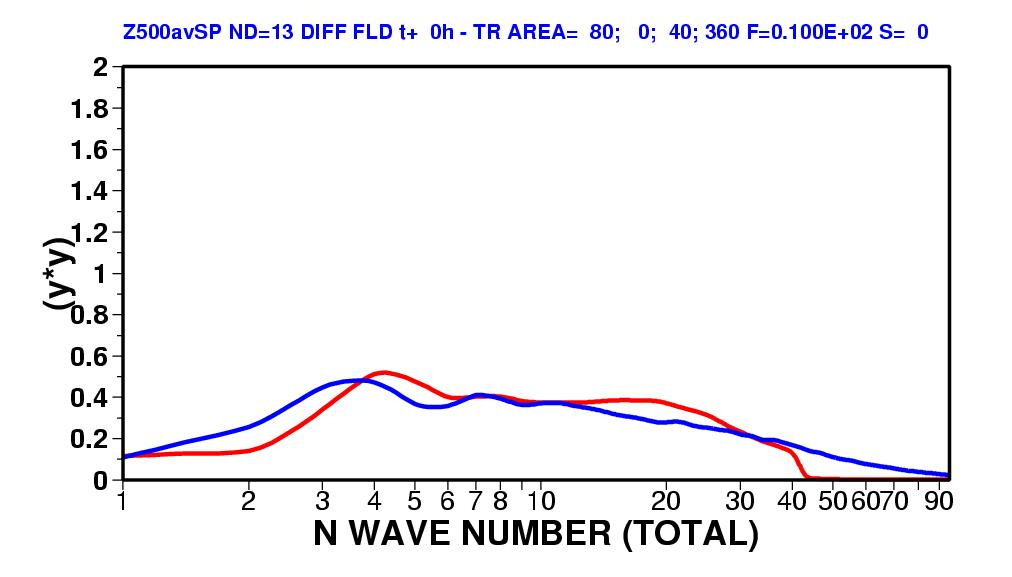 Z500avSP ND=13 DIFF FLD t+ 0h - TR AREA= 80; 0; 40; 360 F=0.100E+02 S= 0
2
1.8
1.6
1.4
1.2
1
0.8
0.6
0.4
0.2
0
(y*y)
1 2 3 4 5 6 7 8 10 20 30 40 50 60 70 90
N WAVE NUMBER (TOTAL)